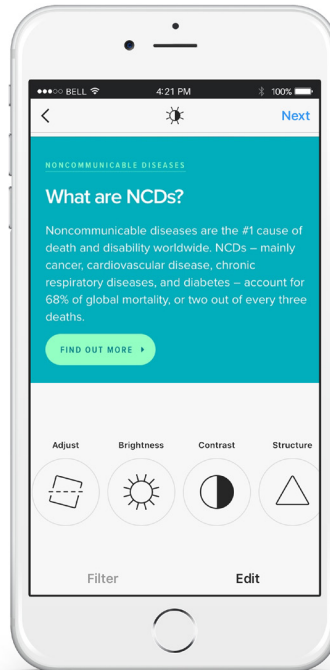 ●●●○○ BELL 4:21 PM 100%
Next
NONCOMMUNICABLE DISEASES
What are NCDs?
Noncommunicable diseases are the #1 cause of
death and disability worldwide. NCDs – mainly
cancer, cardiovascular disease, chronic
respiratory diseases, and diabetes – account for
68% of global mortality, or two out of every three
deaths.
FIND OUT MORE
Adjust Brightness Contrast Structure
Filter Edit